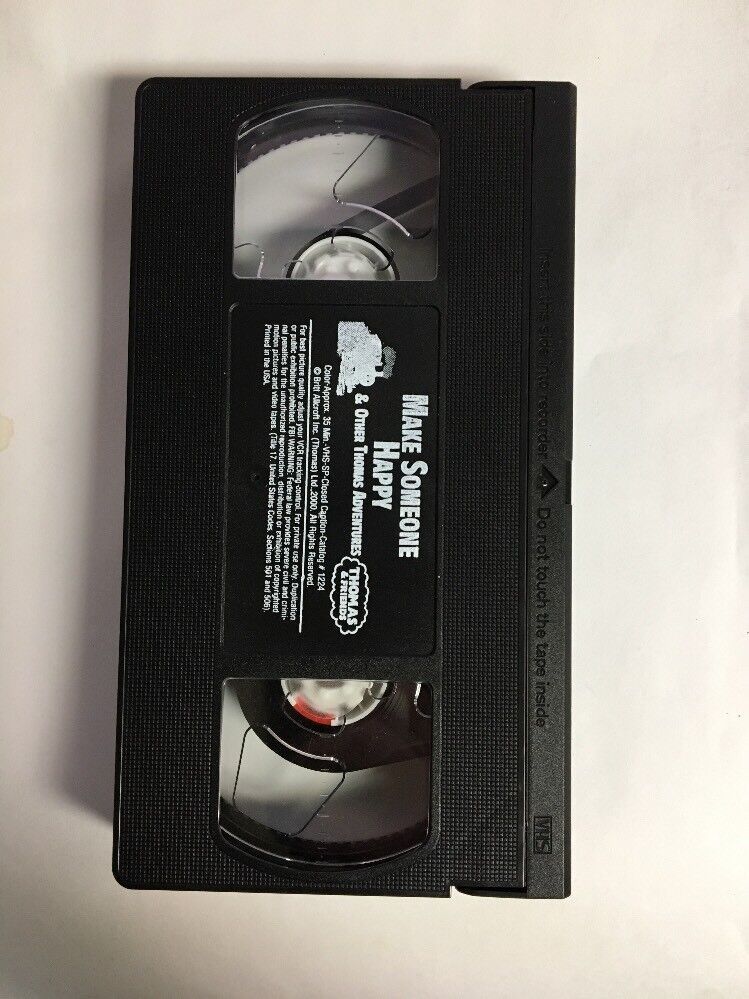 MAKE SOMEONE
HAPPY
& OTHER THOMAS ADVENTURES
THOMAS
& FRIENDS
Color-Approx. 35 Min.-VHS-SP-Closed Caption-Catalog # 1224
© Britt Allcroft Inc. (Thomas) Ltd., 2000. All Rights Reserved
For best picture quality adjust your VCR tracking control. For private use only. Duplication
or public exhibition prohibited. FBI WARNING: Federal law provides severe civil and crimi-
nal penalties for the unauthorized reproduction distribution or exhibition of copyrighted
motion pictures and video tapes. (Title 17, United States Codes, Sections 501 and 506).
Printed in the USA.
Insert this side into recorder
Do not touch the tape inside
VHS